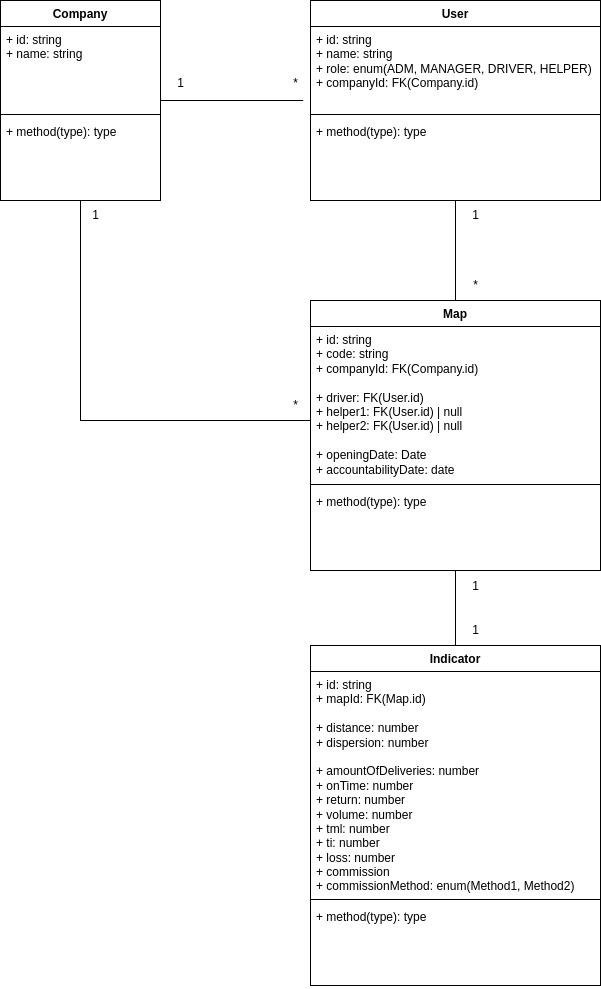 Company
+ id: string
+ name: string
+ method(type): type
1
*
User
+ id: string
+ name: string
+ role: enum(ADM, MANAGER, DRIVER, HELPER)
+ companyId: FK(Company.id)
+ method(type): type
1
1
*
*
Map
+ id: string
+ code: string
+ companyId: FK(Company.id)
+ driver: FK(User.id)
+ helper1: FK(User.id) | null
+ helper2: FK(User.id) | null
+ openingDate: Date
+ accountabilityDate: date
+ method(type): type
1
1
Indicator
+ id: string
+ mapId: FK(Map.id)
+ distance: number
+ dispersion: number
+ amountOfDeliveries: number
+ onTime: number
+ return: number
+ volume: number
+ tml: number
+ ti: number
+ loss: number
+ commission
+ commissionMethod: enum(Method1, Method2)
+ method(type): type